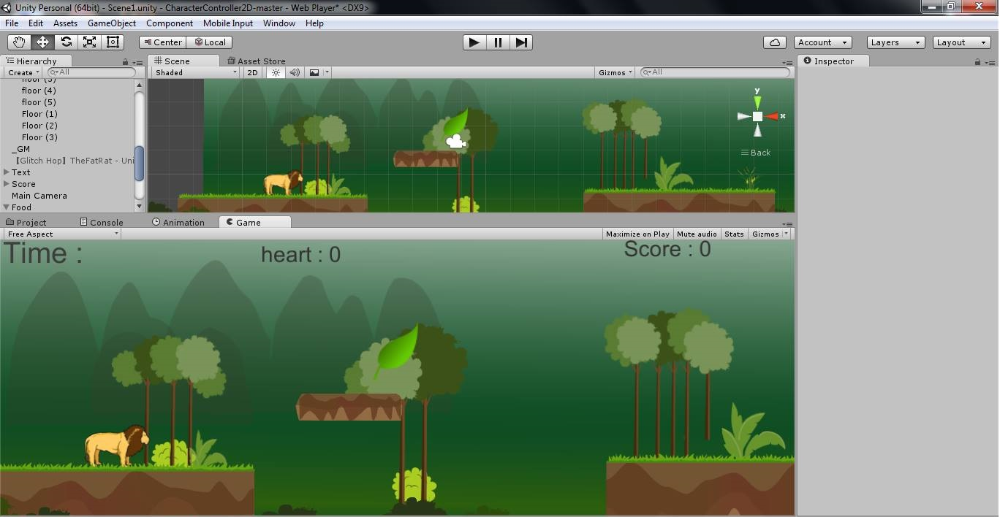 Unity Personal (64bit) - Scene1.unity - CharacterController2D-master - Web Player* <DX9>
File Edit Assets GameObject Component Mobile Input Window Help
Center Local Account Layers Layout
Hierarchy Scene Asset Store Inspector
Create All Shaded 2D Gizmos All
floor (3)
floor (4)
floor (5)
Floor (1)
Floor (2)
Floor (3)
_GM
【Glitch Hop】TheFatRat - Uni
Text
Score
Main Camera
Food
y
x
Back
Project Console Animation Game
Free Aspect Maximize on Play Mute audio Stats Gizmos
Time : heart : 0 Score : 0